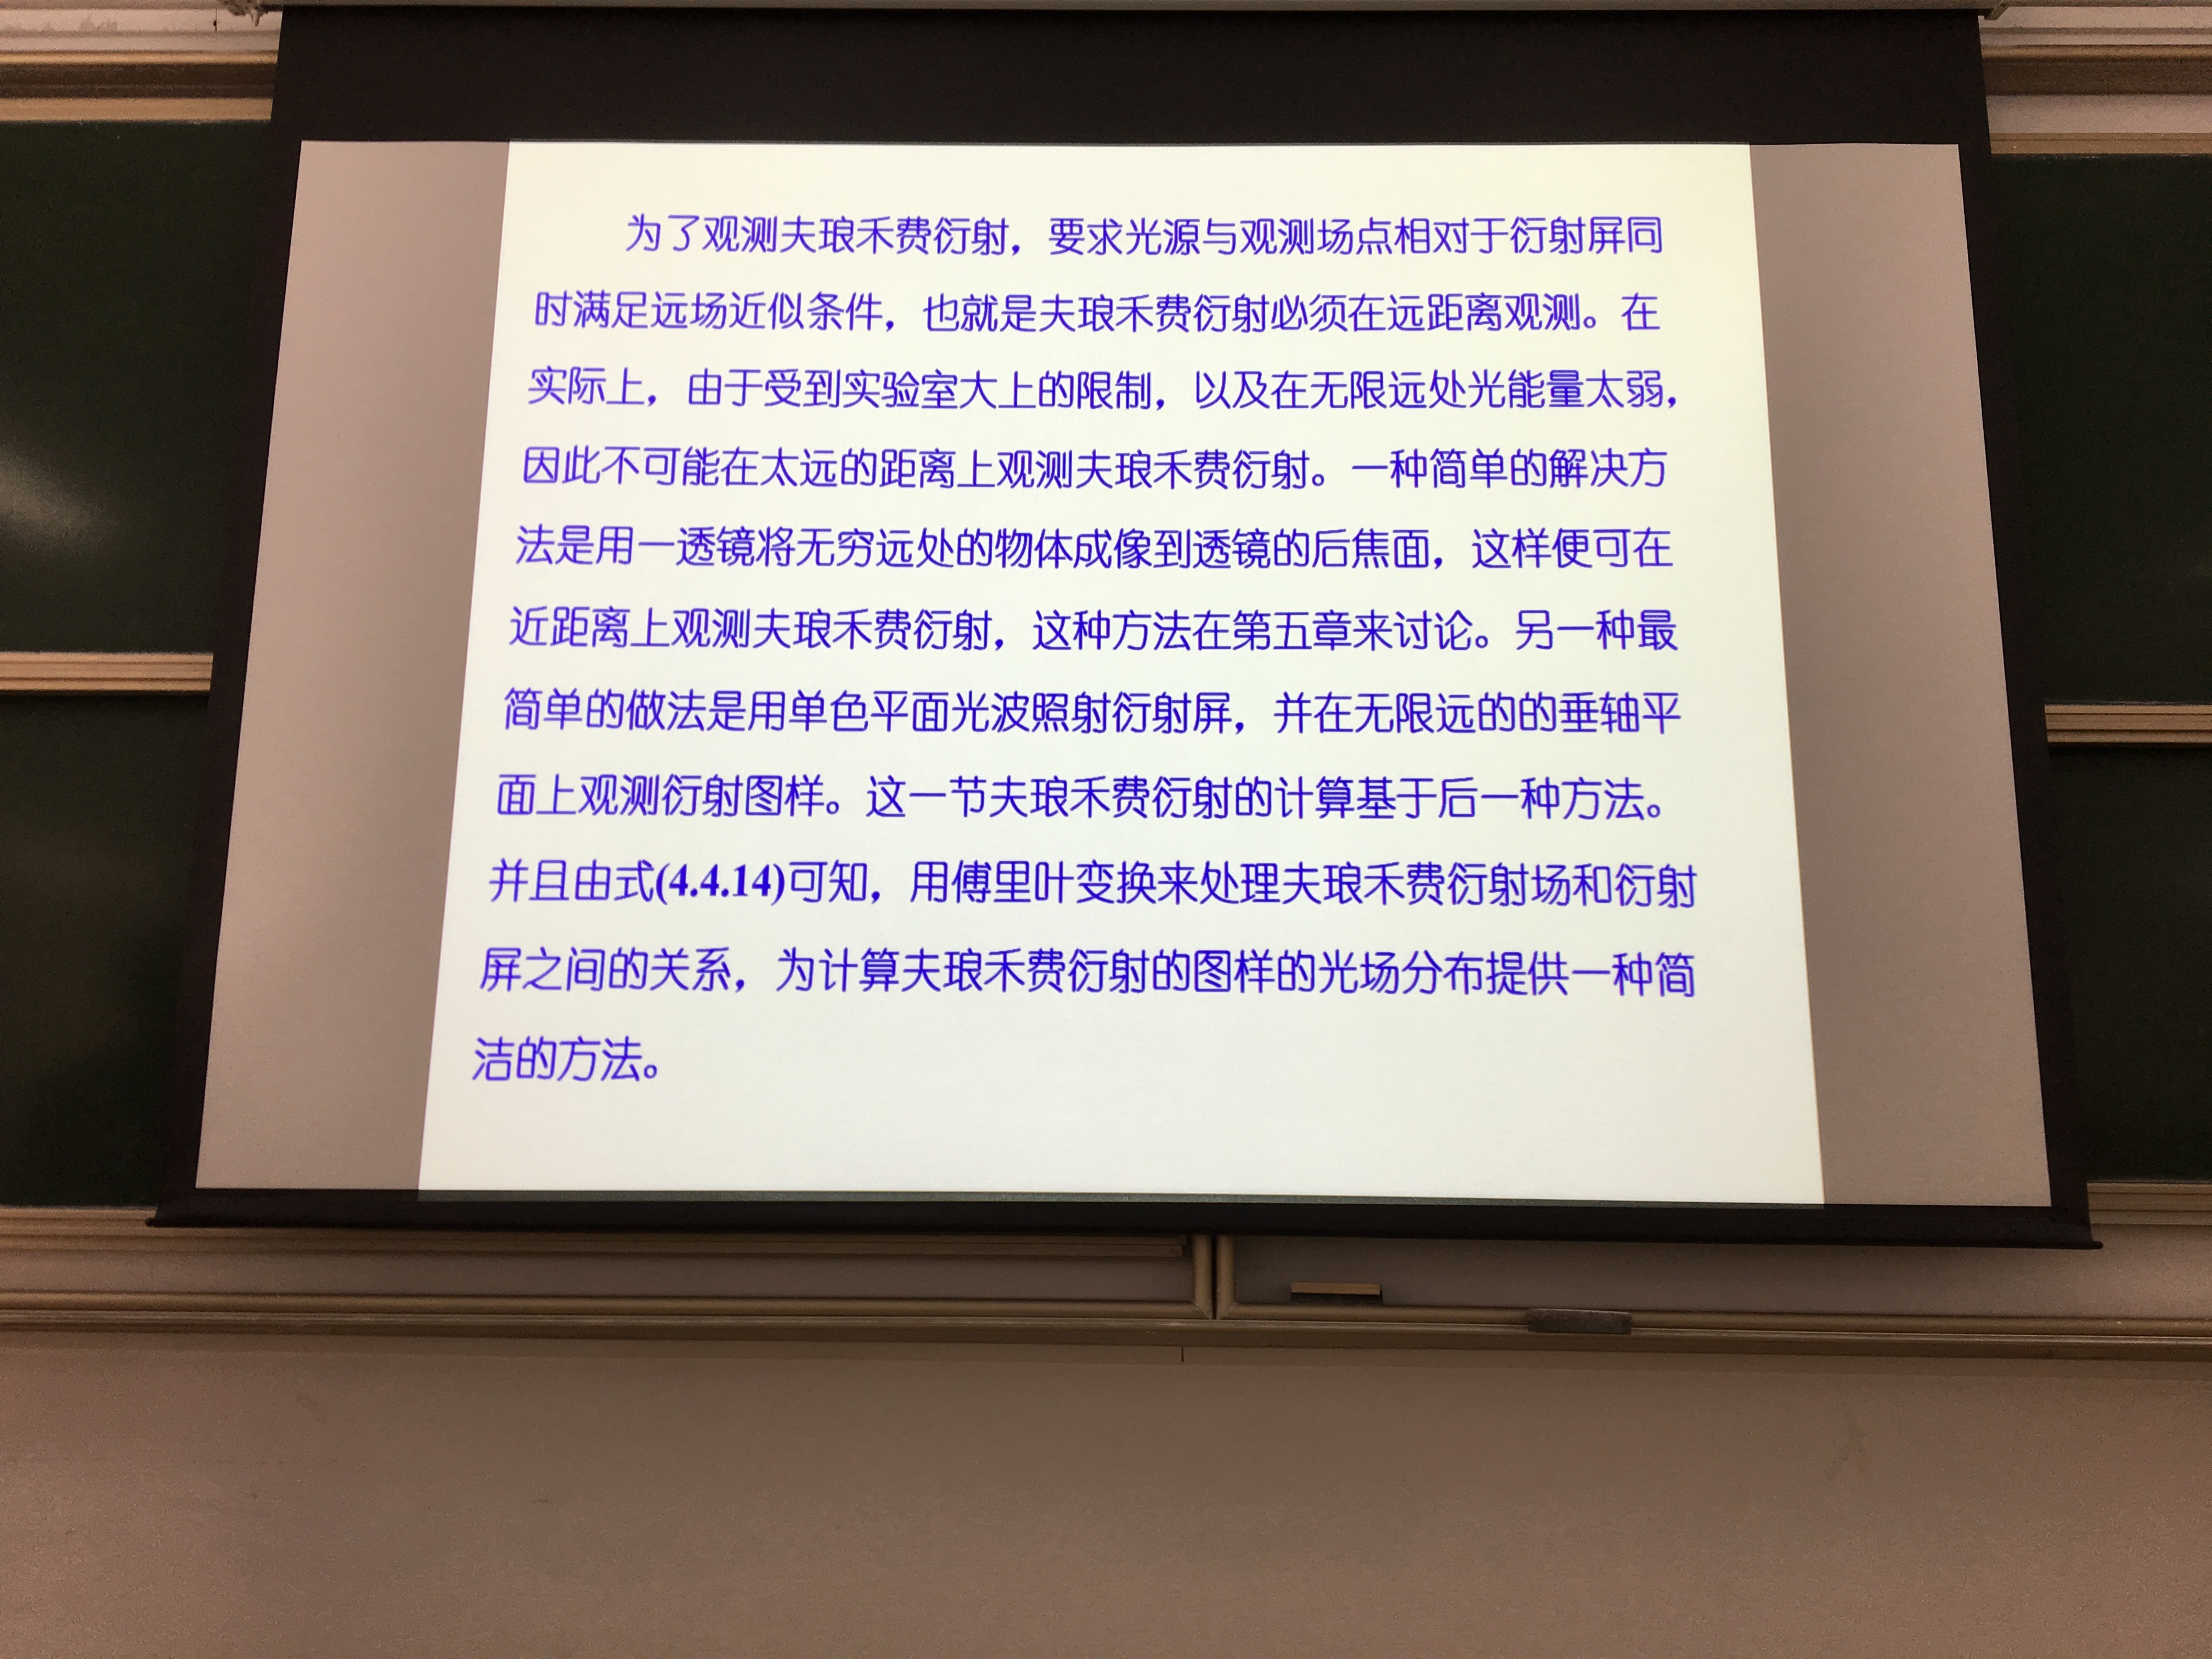 为了观测夫琅禾费衍射，要求光源与观测场点相对于衍射屏同
时满足远场近似条件，也就是夫琅禾费衍射必须在远距离观测。在
实际上，由于受到实验室大上的限制，以及在无限远处光能量太弱，
因此不可能在太远的距离上观测夫琅禾费衍射。一种简单的解决方
法是用一透镜将无穷远处的物体成像到透镜的后焦面，这样便可在
近距离上观测夫琅禾费衍射，这种方法在第五章来讨论。另一种最
简单的做法是用单色平面光波照射衍射屏，并在无限远的的垂轴平
面上观测衍射图样。这一节夫琅禾费衍射的计算基于后一种方法。
并且由式(4.4.14)可知，用傅里叶变换来处理夫琅禾费衍射场和衍射
屏之间的关系，为计算夫琅禾费衍射的图样的光场分布提供一种简
洁的方法。